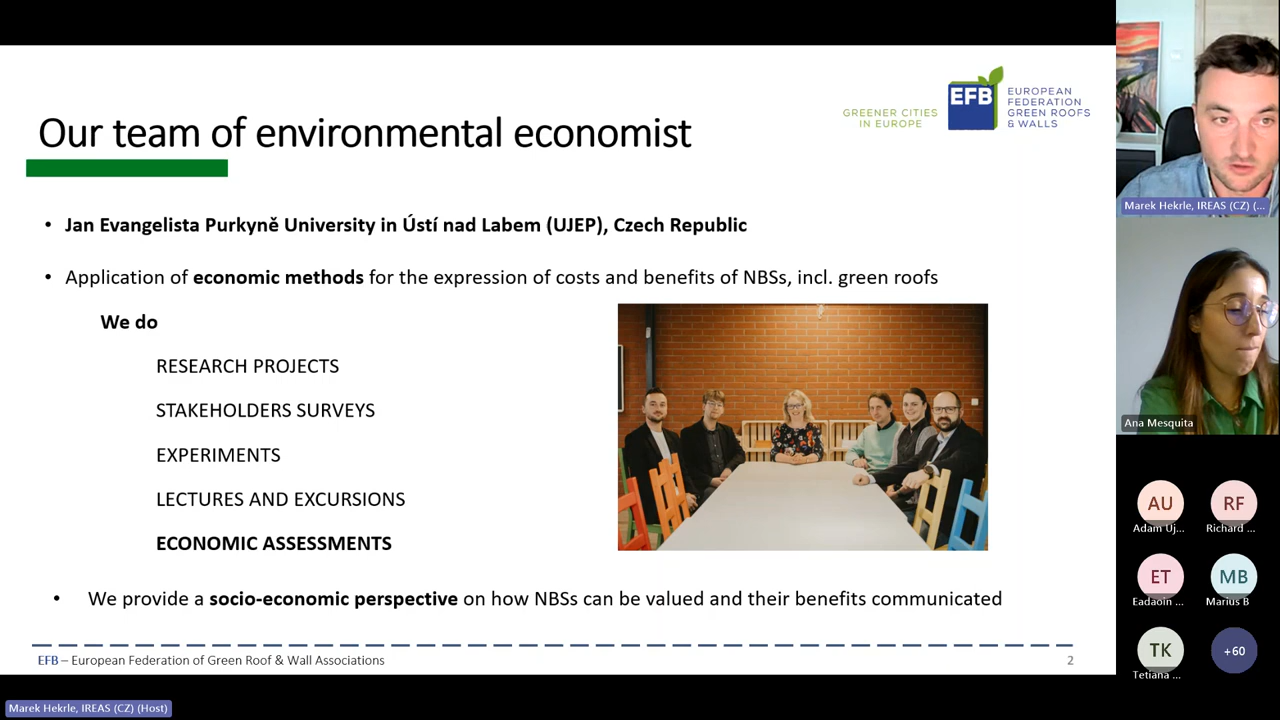 Our team of environmental economist
GREENER CITIES
IN EUROPE
EFB
EUROPEAN
FEDERATION
GREEN ROOFS
& WALLS
• Jan Evangelista Purkyně University in Ústí nad Labem (UJEP), Czech Republic
• Application of economic methods for the expression of costs and benefits of NBSs, incl. green roofs
We do
RESEARCH PROJECTS
STAKEHOLDERS SURVEYS
EXPERIMENTS
LECTURES AND EXCURSIONS
ECONOMIC ASSESSMENTS
• We provide a socio-economic perspective on how NBSs can be valued and their benefits communicated
EFB – European Federation of Green Roof & Wall Associations
2
Marek Hekrle, IREAS (CZ) (Host)
Marek Hekrle, IREAS (CZ) (...
Ana Mesquita
AU
Adam Uj...
RF
Richard ...
ET
Eadaoin ...
MB
Marius B
TK
Tetiana ...
+60